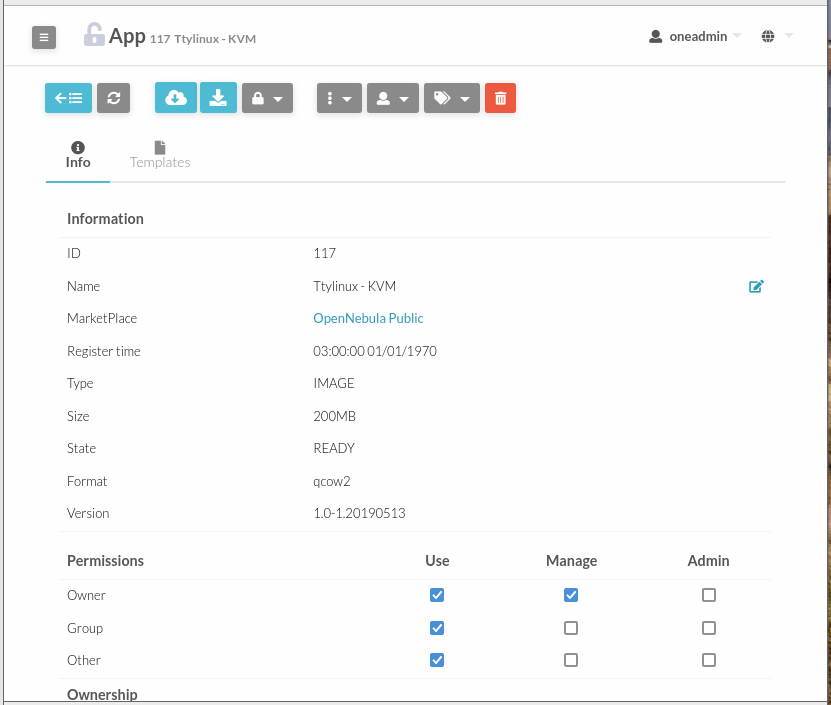 App 117 Ttylinux - KVM
oneadmin
Info
Templates
Information
ID 117
Name Ttylinux - KVM
MarketPlace OpenNebula Public
Register time 03:00:00 01/01/1970
Type IMAGE
Size 200MB
State READY
Format qcow2
Version 1.0-1.20190513
Permissions Use Manage Admin
Owner
Group
Other
Ownership